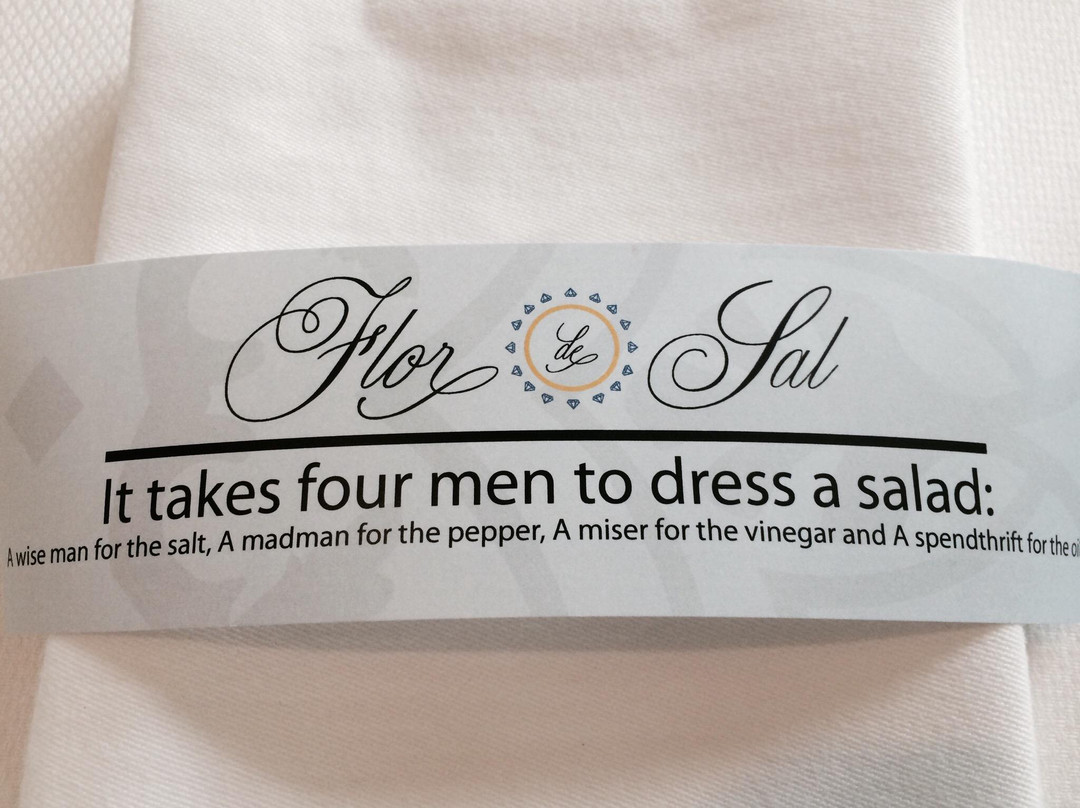 Flor de Sal
It takes four men to dress a salad:
A wise man for the salt, A madman for the pepper, A miser for the vinegar and A spendthrift for the